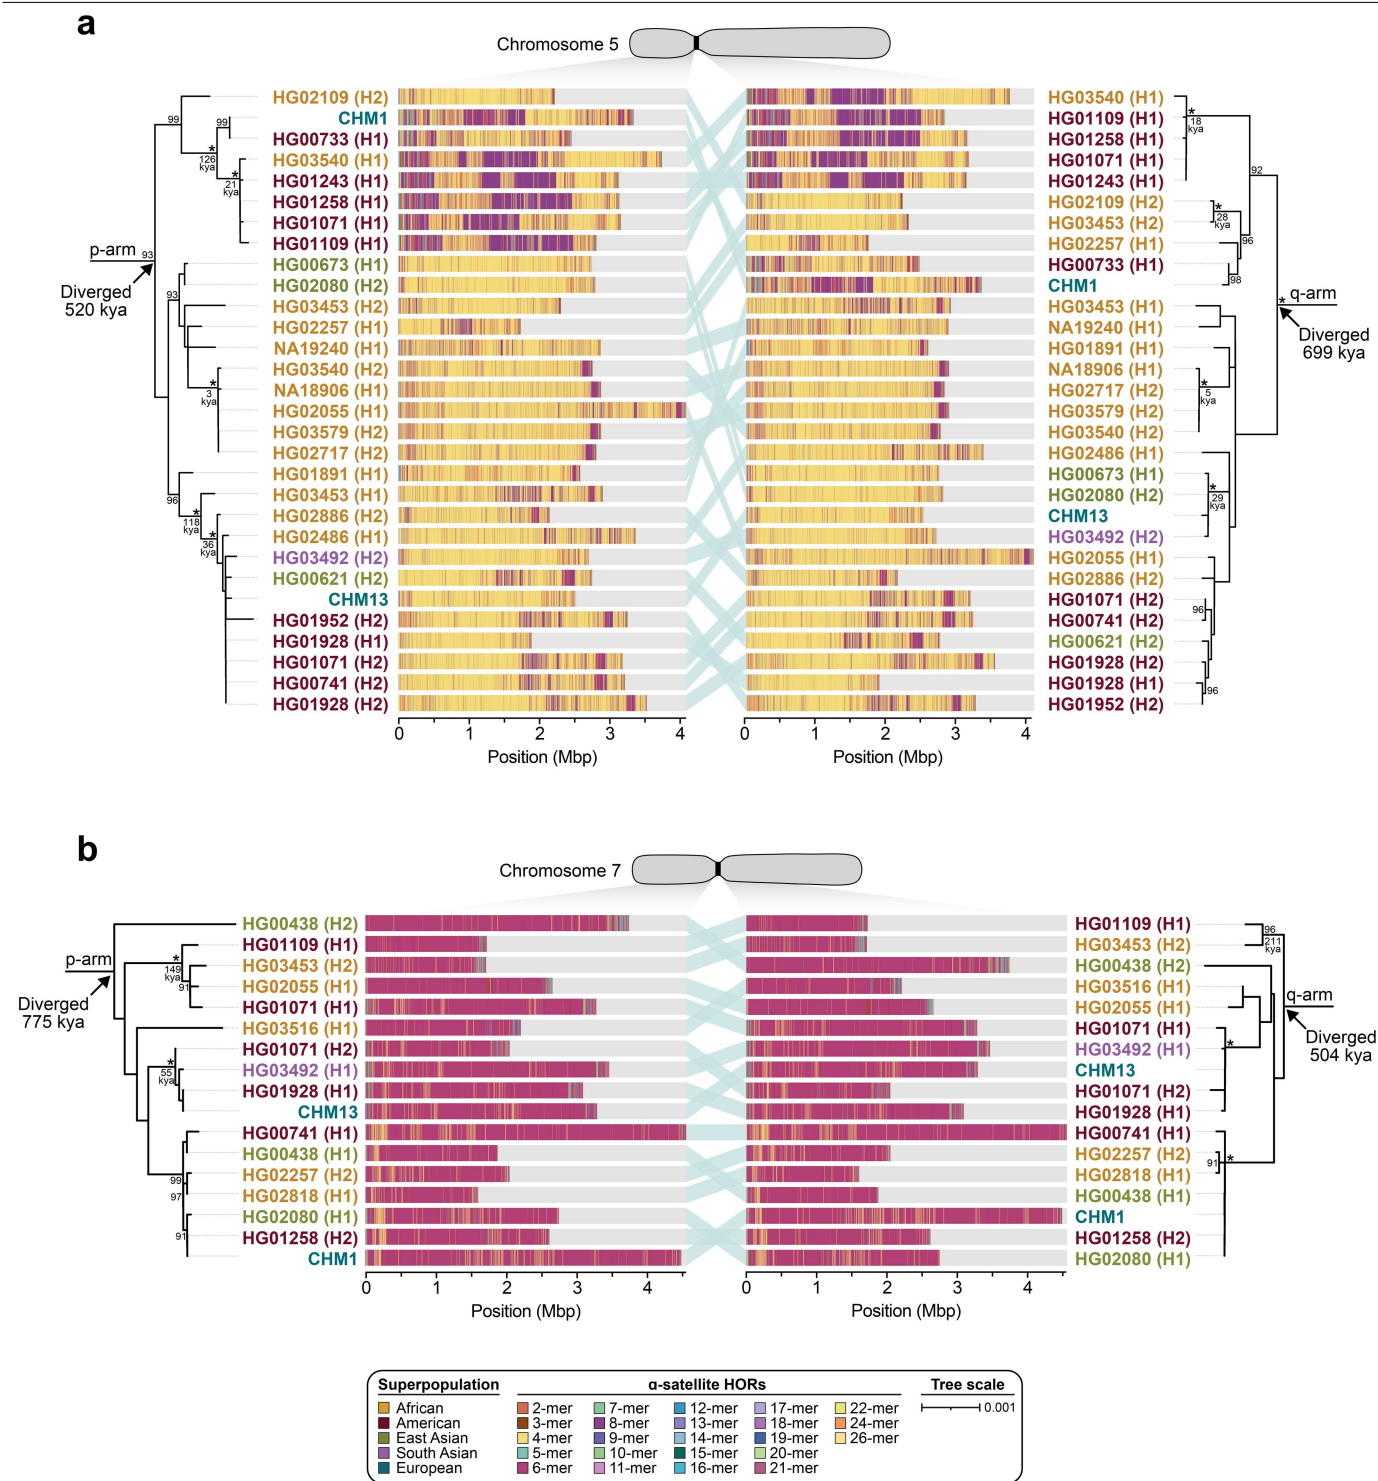 a
Chromosome 5
p-arm
93
Diverged
520 kya
99
99
*
126
kya
*
21
kya
93
*
3
kya
96
*
118
kya
*
36
kya
HG02109 (H2)
CHM1
HG00733 (H1)
HG03540 (H1)
HG01243 (H1)
HG01258 (H1)
HG01071 (H1)
HG01109 (H1)
HG00673 (H1)
HG02080 (H2)
HG03453 (H2)
HG02257 (H1)
NA19240 (H1)
HG03540 (H2)
NA18906 (H1)
HG02055 (H1)
HG03579 (H2)
HG02717 (H2)
HG01891 (H1)
HG03453 (H1)
HG02886 (H2)
HG02486 (H1)
HG03492 (H2)
HG00621 (H2)
CHM13
HG01952 (H2)
HG01928 (H1)
HG01071 (H2)
HG00741 (H2)
HG01928 (H2)
0 1 2 3 4
Position (Mbp)
0 1 2 3 4
Position (Mbp)
HG03540 (H1)
HG01109 (H1)
HG01258 (H1)
HG01071 (H1)
HG01243 (H1)
HG02109 (H2)
HG03453 (H2)
HG02257 (H1)
HG00733 (H1)
CHM1
HG03453 (H1)
NA19240 (H1)
HG01891 (H1)
NA18906 (H1)
HG02717 (H2)
HG03579 (H2)
HG03540 (H2)
HG02486 (H1)
HG00673 (H1)
HG02080 (H2)
CHM13
HG03492 (H2)
HG02055 (H1)
HG02886 (H2)
HG01071 (H2)
HG00741 (H2)
HG00621 (H2)
HG01928 (H2)
HG01928 (H1)
HG01952 (H2)
*
18
kya
92
*
28
kya
96
98
* q-arm
Diverged
699 kya
*
5
kya
*
29
kya
96
96
b
Chromosome 7
p-arm
Diverged
775 kya
*
149
kya
91
*
55
kya
99
97
91
HG00438 (H2)
HG01109 (H1)
HG03453 (H2)
HG02055 (H1)
HG01071 (H1)
HG03516 (H1)
HG01071 (H2)
HG03492 (H1)
HG01928 (H1)
CHM13
HG00741 (H1)
HG00438 (H1)
HG02257 (H2)
HG02818 (H1)
HG02080 (H1)
HG01258 (H2)
CHM1
0 1 2 3 4
Position (Mbp)
0 1 2 3 4
Position (Mbp)
HG01109 (H1)
HG03453 (H2)
HG00438 (H2)
HG03516 (H1)
HG02055 (H1)
HG01071 (H1)
HG03492 (H1)
CHM13
HG01071 (H2)
HG01928 (H1)
HG00741 (H1)
HG02257 (H2)
HG02818 (H1)
HG00438 (H1)
CHM1
HG01258 (H2)
HG02080 (H1)
96
211
kya
q-arm
Diverged
504 kya
*
91 *
Superpopulation
African
American
East Asian
South Asian
European
α-satellite HORs
2-mer 7-mer 12-mer 17-mer 22-mer
3-mer 8-mer 13-mer 18-mer 24-mer
4-mer 9-mer 14-mer 19-mer 26-mer
5-mer 10-mer 15-mer 20-mer
6-mer 11-mer 16-mer 21-mer
Tree scale
0.001